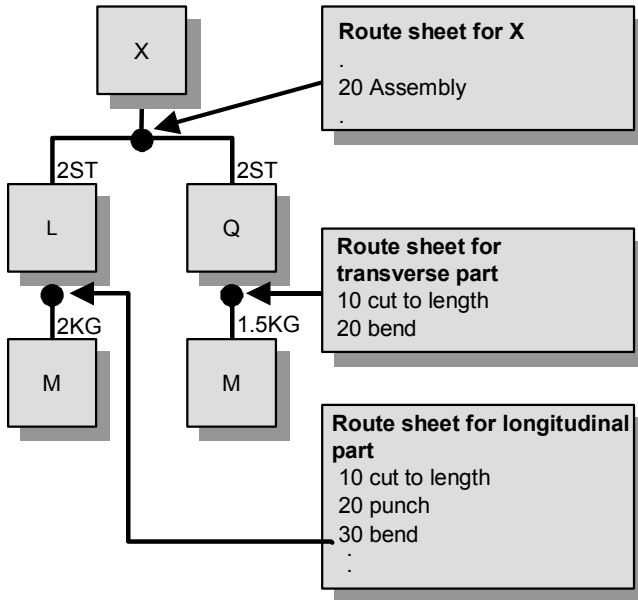 X
Route sheet for X
.
20 Assembly
.
2ST
2ST
L
Q
Route sheet for
transverse part
10 cut to length
20 bend
2KG
1.5KG
M
M
Route sheet for longitudinal
part
10 cut to length
20 punch
30 bend
: